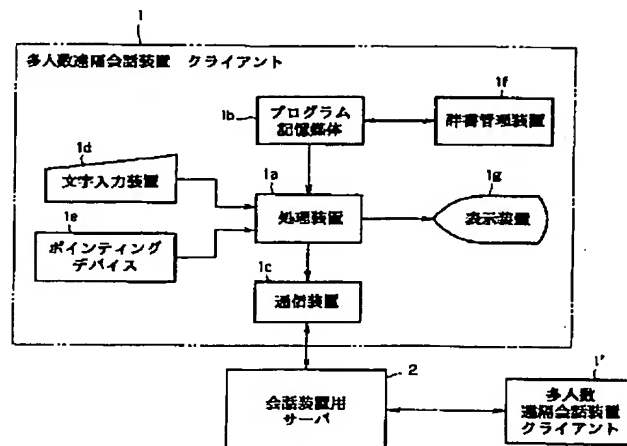 1
多人数遠隔会話装置 クライアント
1b
プログラム
記憶媒体
1f
辞書管理装置
1d
文字入力装置
1a
処理装置
1g
表示装置
1e
ポインティング
デバイス
1c
通信装置
2
会話装置用
サーバ
1'
多人数
遠隔会話装置
クライアント